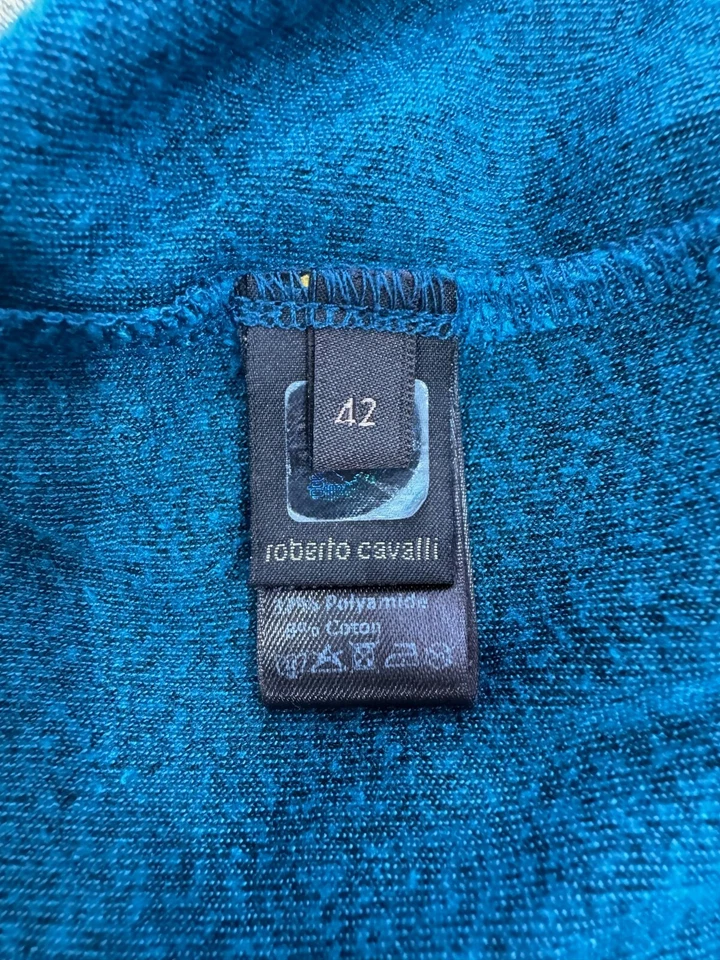 42
roberto cavalli
Polyamide
Coton